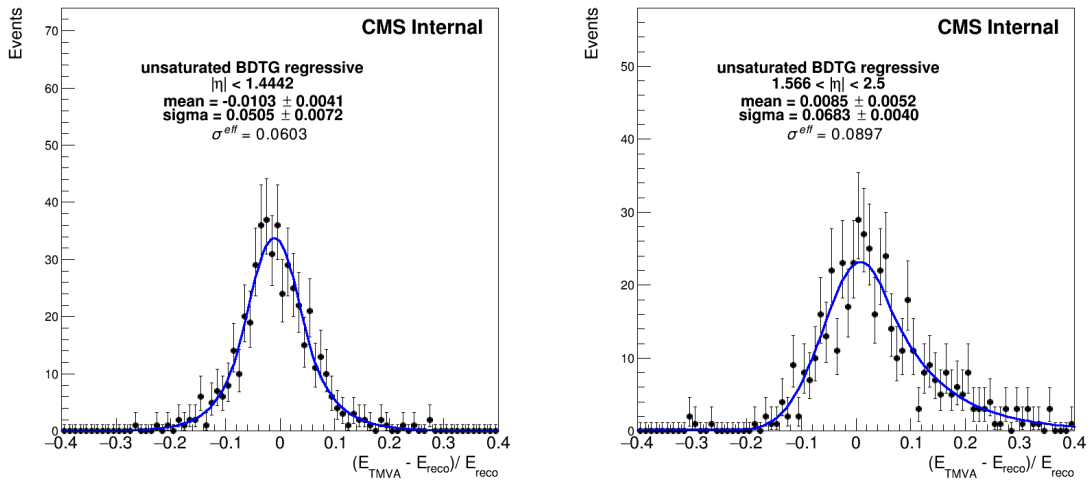 CMS Internal
unsaturated BDTG regressive
|η| < 1.4442
mean = -0.0103 ± 0.0041
sigma = 0.0505 ± 0.0072
σ^eff = 0.0603
Events
70
60
50
40
30
20
10
0
−0.4 −0.3 −0.2 −0.1 0 0.1 0.2 0.3 0.4
(E_TMVA - E_reco)/ E_reco
CMS Internal
unsaturated BDTG regressive
1.566 < |η| < 2.5
mean = 0.0085 ± 0.0052
sigma = 0.0683 ± 0.0040
σ^eff = 0.0897
Events
50
40
30
20
10
0
−0.4 −0.3 −0.2 −0.1 0 0.1 0.2 0.3 0.4
(E_TMVA - E_reco)/ E_reco